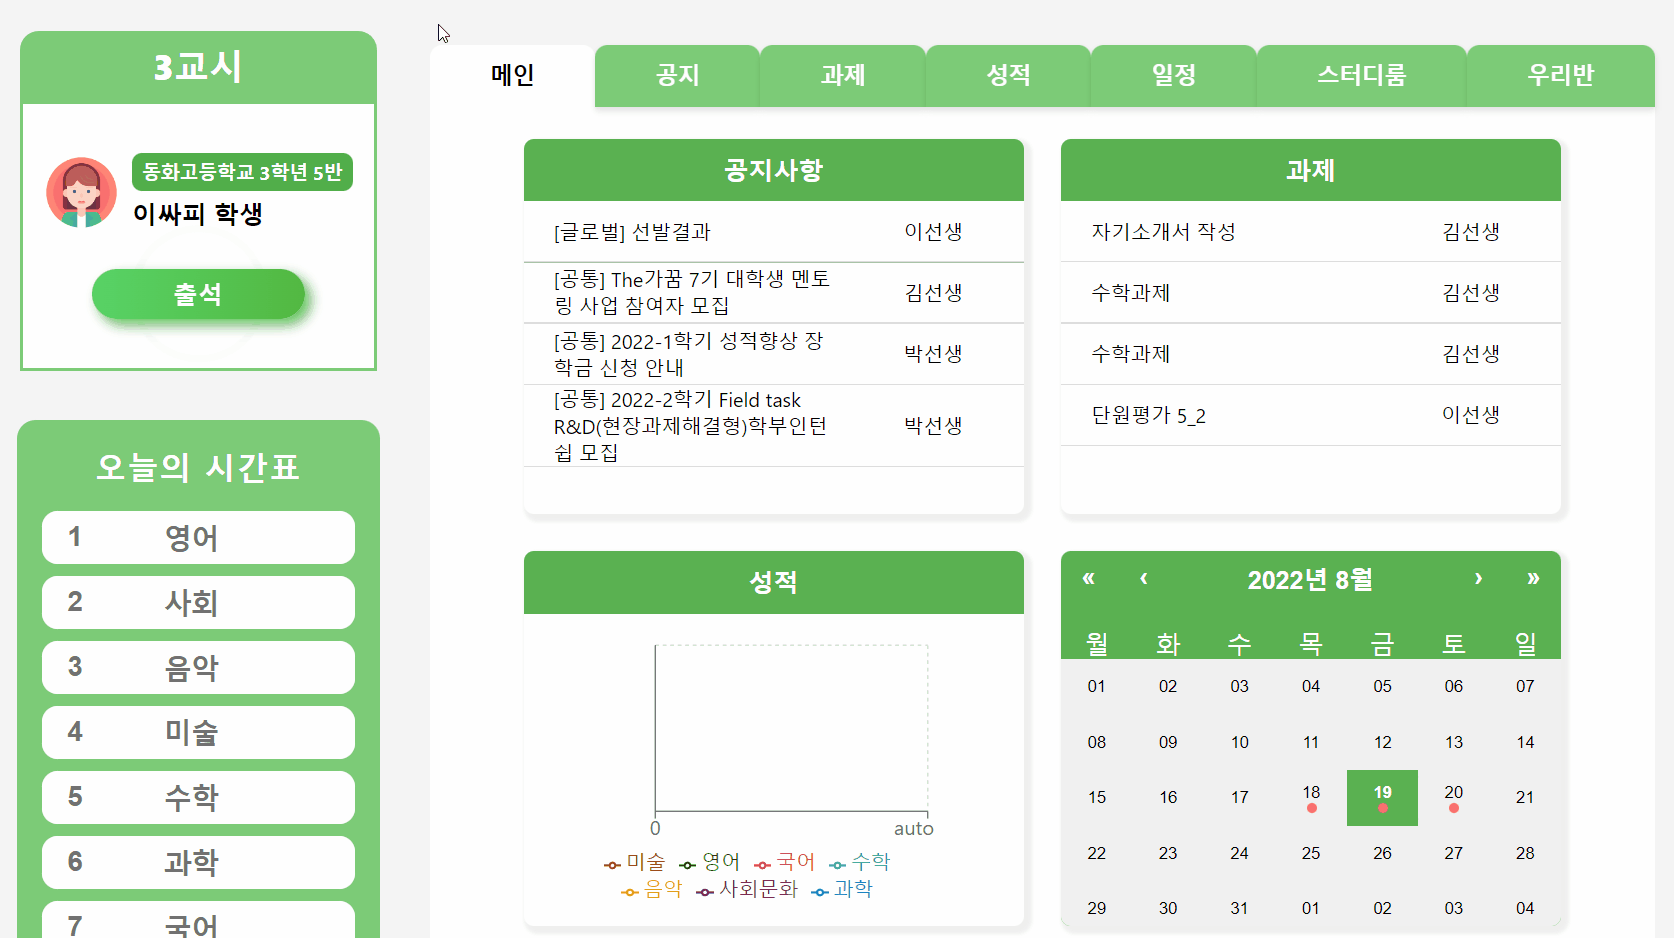 3교시
동화고등학교 3학년 5반
이싸피 학생
출석
오늘의 시간표
1 영어
2 사회
3 음악
4 미술
5 수학
6 과학
7 국어
메인 공지 과제 성적 일정 스터디룸 우리반
공지사항
[글로벌] 선발결과 이선생
[공통] The가꿈 7기 대학생 멘토
링 사업 참여자 모집 김선생
[공통] 2022-1학기 성적향상 장
학금 신청 안내 박선생
[공통] 2022-2학기 Field task
R&D(현장과제해결형)학부인턴 박선생
쉽 모집
과제
자기소개서 작성 김선생
수학과제 김선생
수학과제 김선생
단원평가 5_2 이선생
성적
0 auto
미술 영어 국어 수학
음악 사회문화 과학
« ‹ 2022년 8월 › »
월 화 수 목 금 토 일
01 02 03 04 05 06 07
08 09 10 11 12 13 14
15 16 17 18 19 20 21
22 23 24 25 26 27 28
29 30 31 01 02 03 04